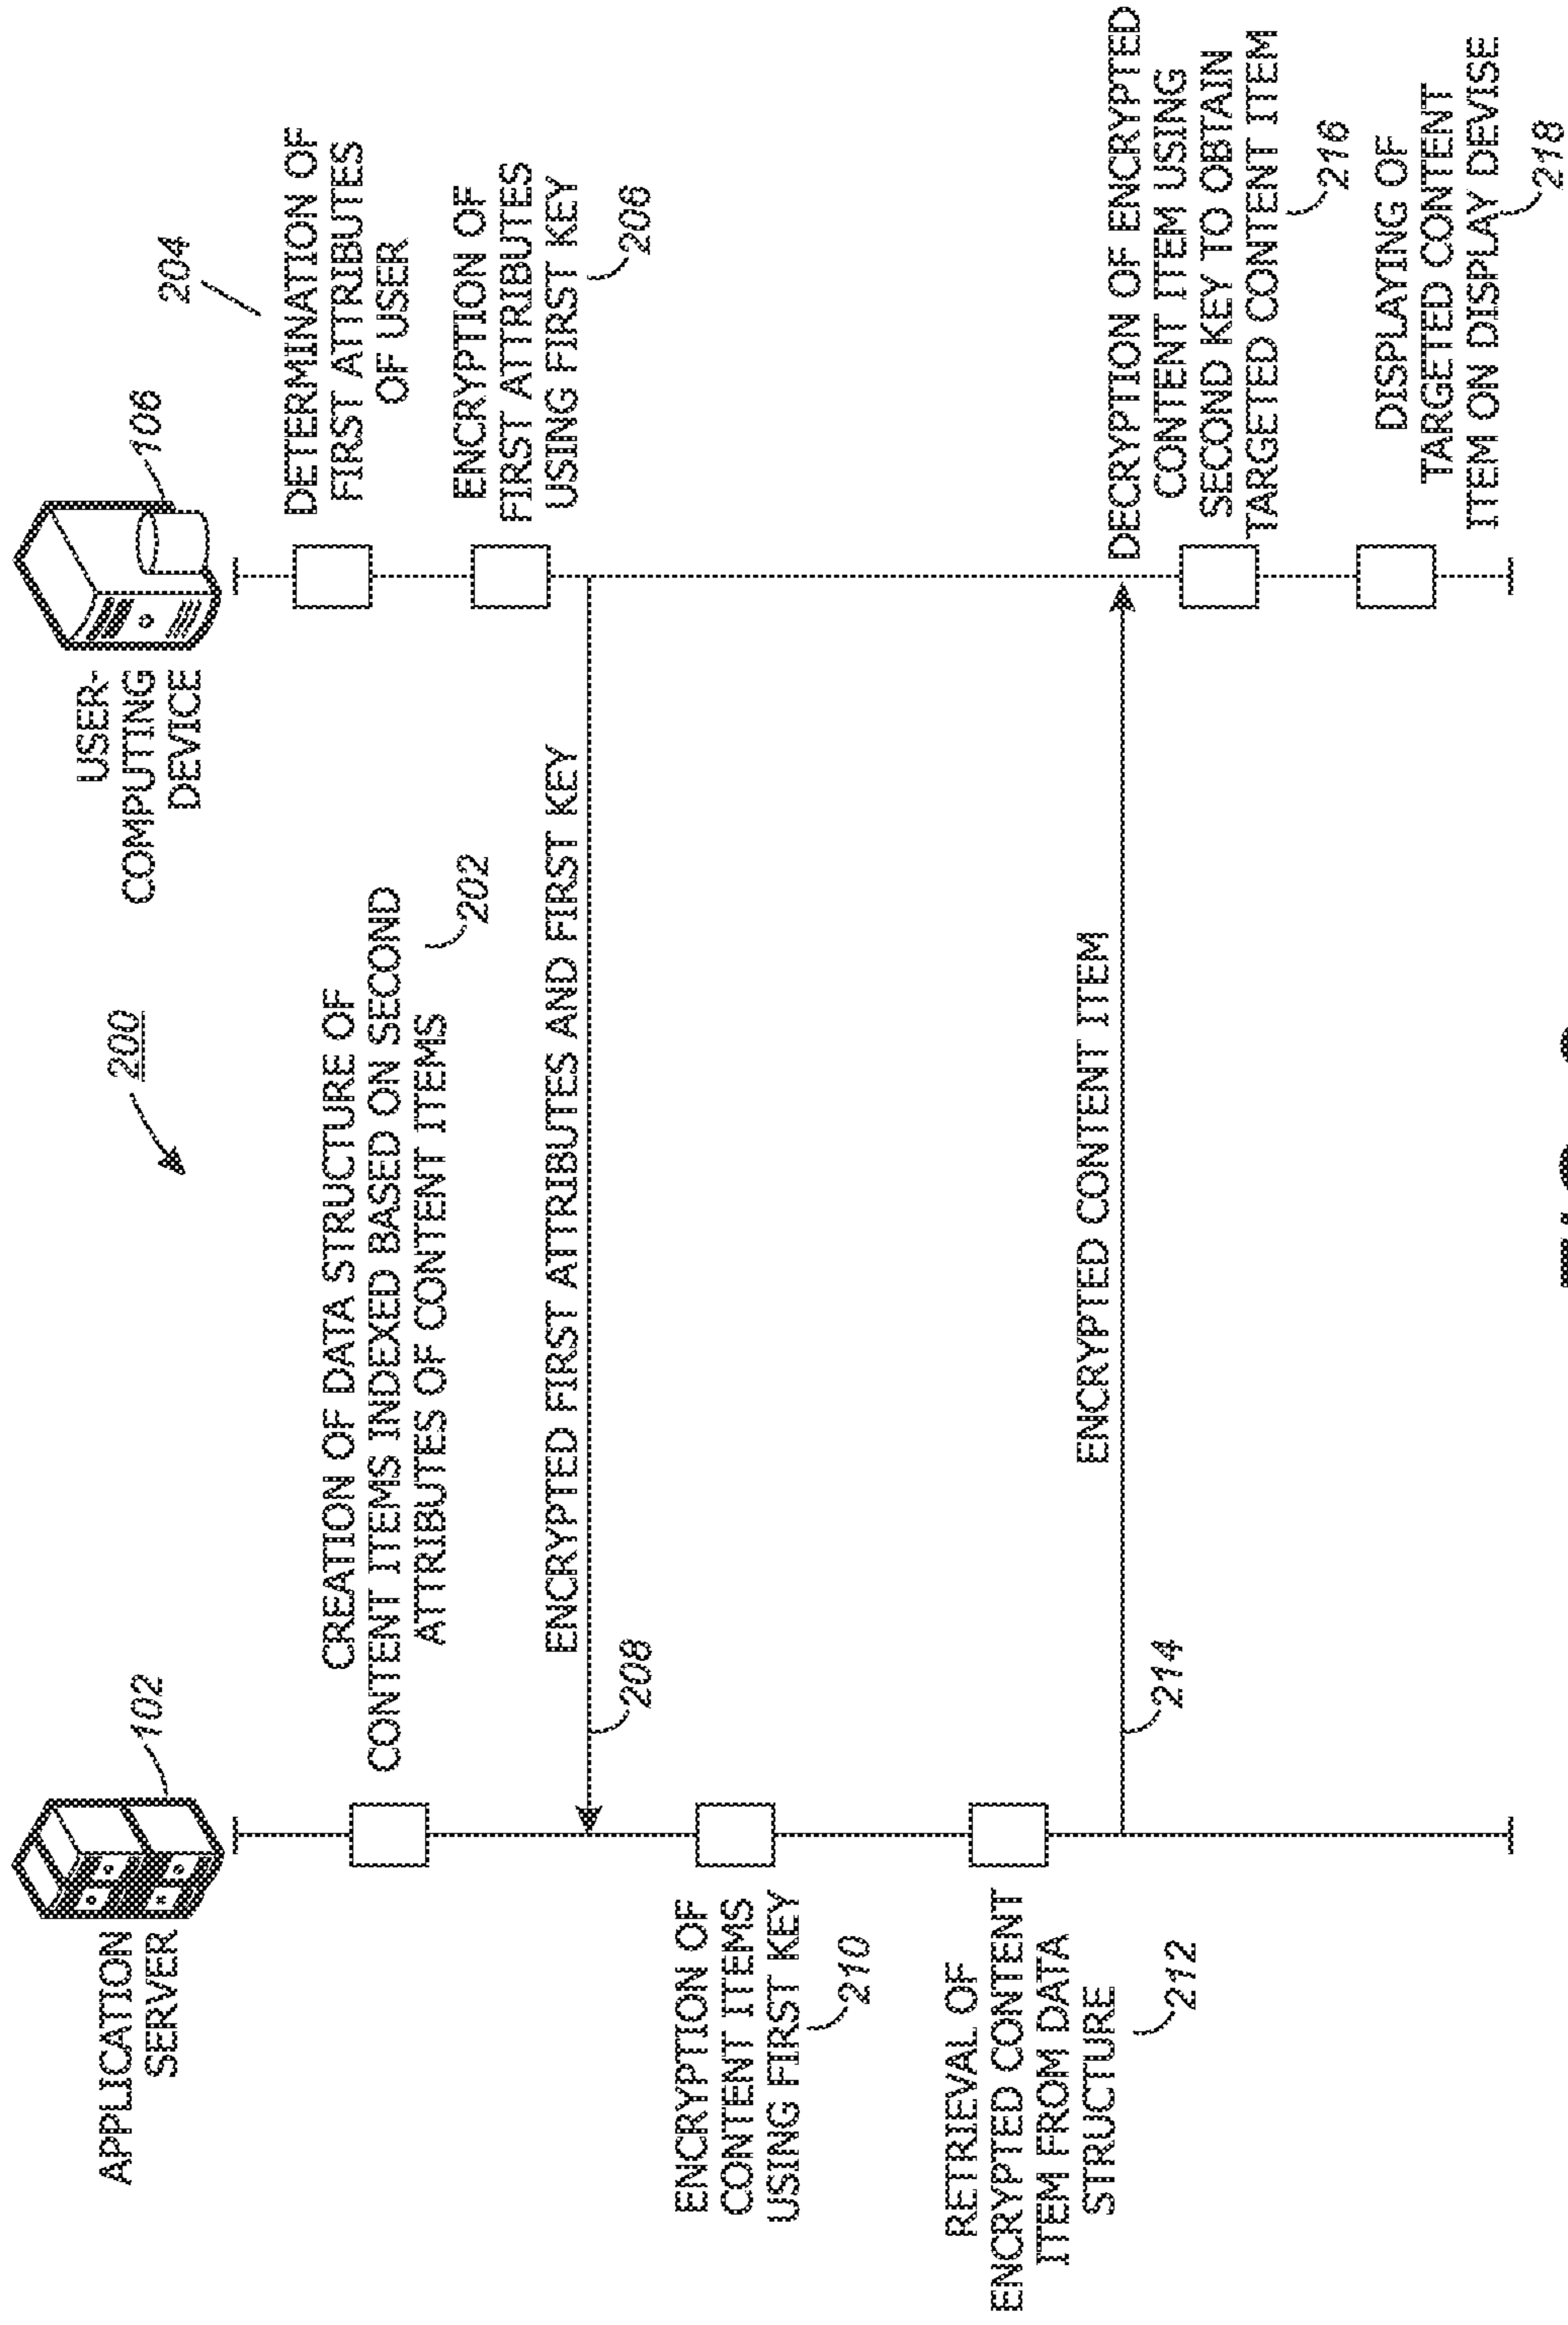 200
APPLICATION
SERVER
102
USER-
COMPUTING
DEVICE
106
CREATION OF DATA STRUCTURE OF
CONTENT ITEMS INDEXED BASED ON SECOND
ATTRIBUTES OF CONTENT ITEMS
202
204
DETERMINATION OF
FIRST ATTRIBUTES
OF USER
ENCRYPTION OF
FIRST ATTRIBUTES
USING FIRST KEY
206
ENCRYPTED FIRST ATTRIBUTES AND FIRST KEY
208
ENCRYPTION OF
CONTENT ITEMS
USING FIRST KEY
210
RETRIEVAL OF
ENCRYPTED CONTENT
ITEM FROM DATA
STRUCTURE
212
ENCRYPTED CONTENT ITEM
214
DECRYPTION OF ENCRYPTED
CONTENT ITEM USING
SECOND KEY TO OBTAIN
TARGETED CONTENT ITEM
216
DISPLAYING OF
TARGETED CONTENT
ITEM ON DISPLAY DEVISE
218